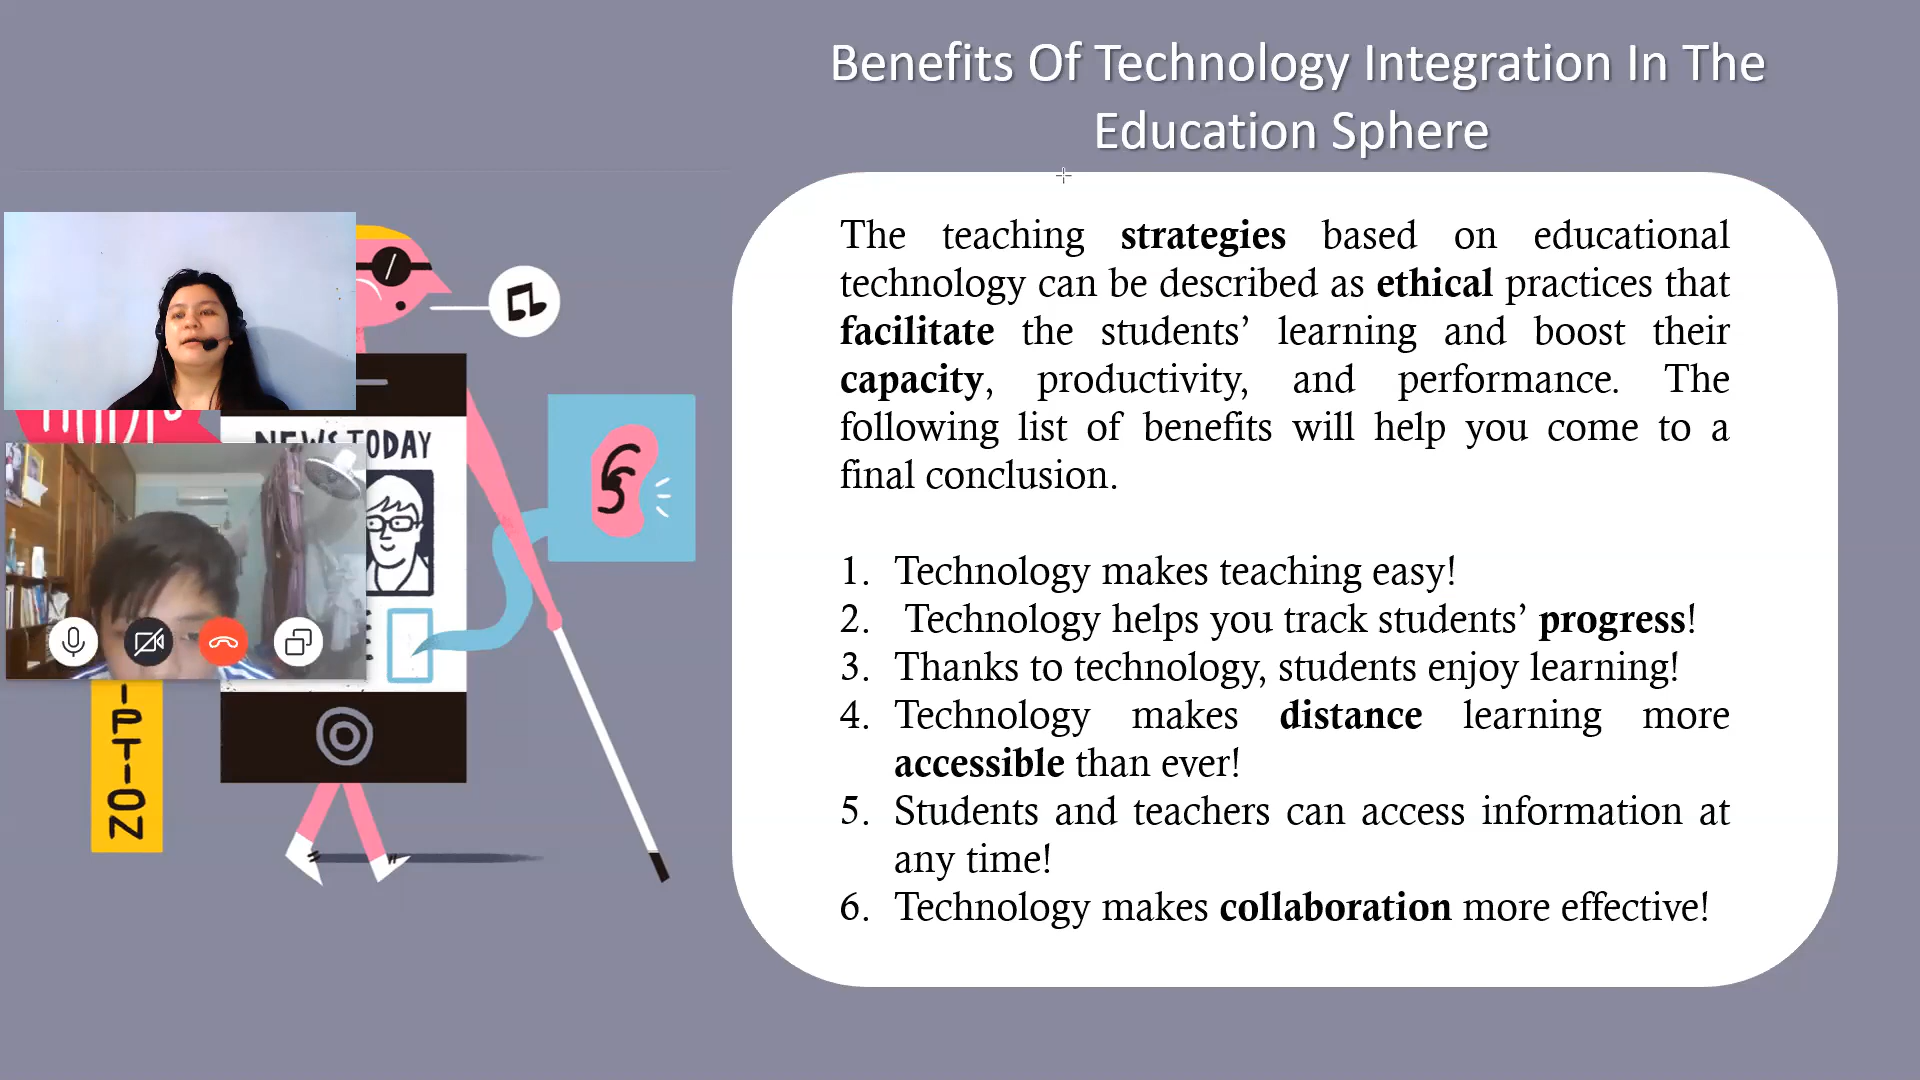 Benefits Of Technology Integration In The
Education Sphere
The teaching strategies based on educational
technology can be described as ethical practices that
facilitate the students’ learning and boost their
capacity, productivity, and performance. The
following list of benefits will help you come to a
final conclusion.
1. Technology makes teaching easy!
2. Technology helps you track students’ progress!
3. Thanks to technology, students enjoy learning!
4. Technology makes distance learning more
accessible than ever!
5. Students and teachers can access information at
any time!
6. Technology makes collaboration more effective!
NEWS TODAY
IPTION